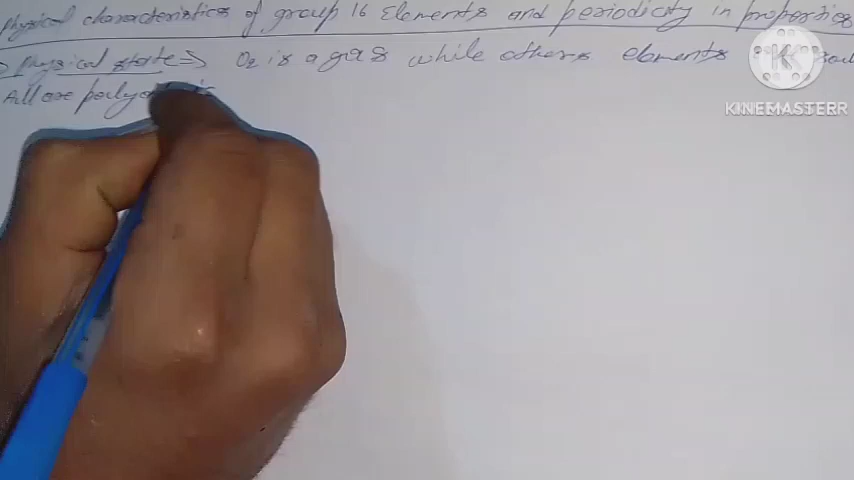 Physical characteristics of group 16 Elements and periodicity in properties
Physical state => O2 is a gas while others elements
All are
KINEMASTER